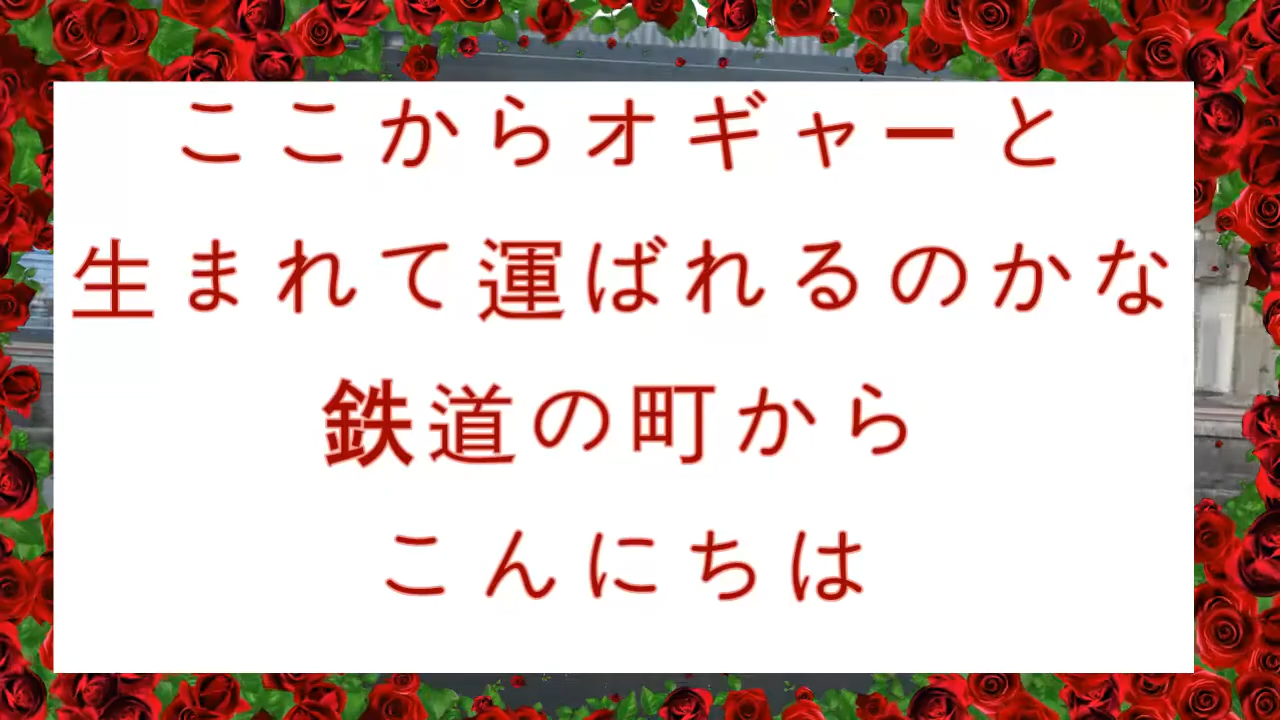 ここからオギャーと
生まれて運ばれるのかな
鉄道の町から
こんにちは